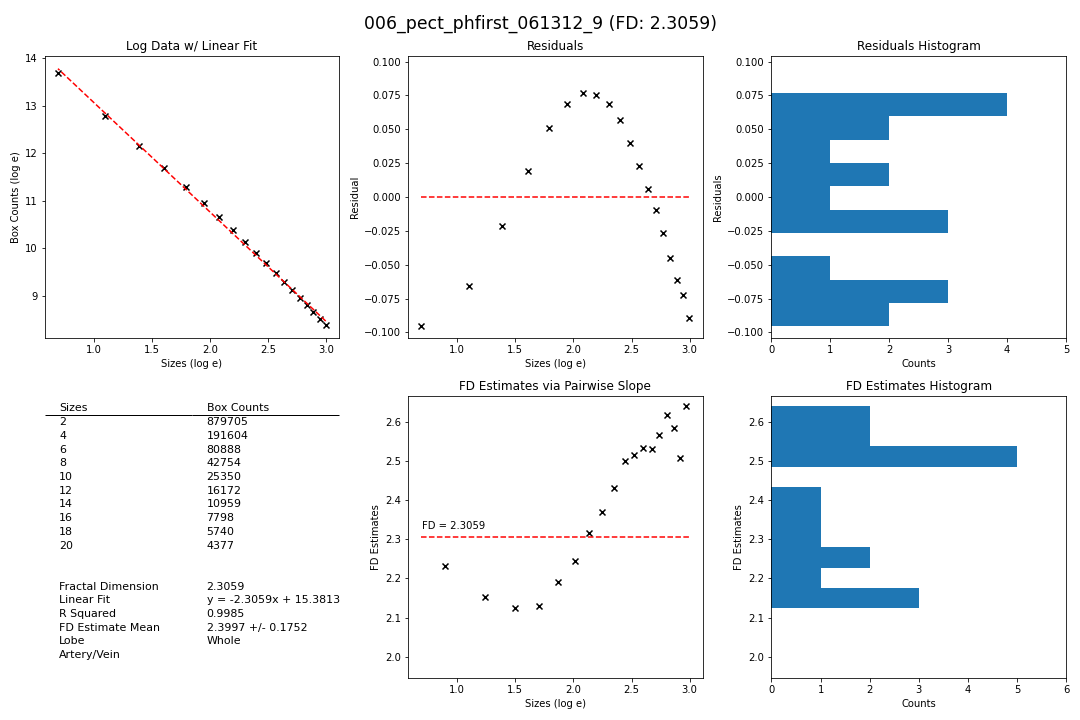 006_pect_phfirst_061312_9 (FD: 2.3059)
Log Data w/ Linear Fit
Box Counts (log e)
14
13
12
11
10
9
1.0 1.5 2.0 2.5 3.0
Sizes (log e)
Residuals
Residual
0.100
0.075
0.050
0.025
0.000
−0.025
−0.050
−0.075
−0.100
1.0 1.5 2.0 2.5 3.0
Sizes (log e)
Residuals Histogram
Residuals
0.100
0.075
0.050
0.025
0.000
−0.025
−0.050
−0.075
−0.100
0 1 2 3 4 5
Counts
Sizes Box Counts
2 879705
4 191604
6 80888
8 42754
10 25350
12 16172
14 10959
16 7798
18 5740
20 4377
Fractal Dimension 2.3059
Linear Fit y = -2.3059x + 15.3813
R Squared 0.9985
FD Estimate Mean 2.3997 +/- 0.1752
Lobe Whole
Artery/Vein
FD Estimates via Pairwise Slope
FD Estimates
2.6
2.5
2.4
2.3
2.2
2.1
2.0
FD = 2.3059
1.0 1.5 2.0 2.5 3.0
Sizes (log e)
FD Estimates Histogram
FD Estimates
2.6
2.5
2.4
2.3
2.2
2.1
2.0
0 1 2 3 4 5 6
Counts